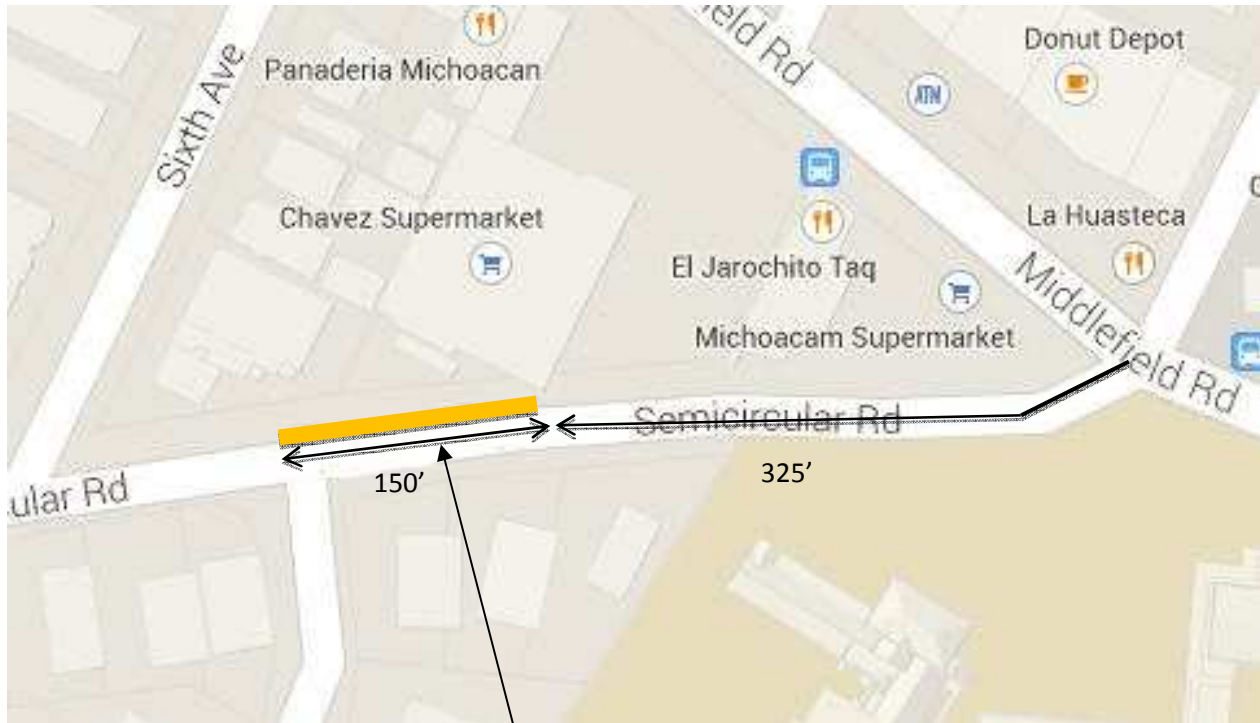 ield Rd
Donut Depot
Panaderia Michoacan
ATM
Sixth Ave
Chavez Supermarket
La Huasteca
El Jarochito Taq
Michoacam Supermarket
Middlefield Rd
Semicircular Rd
150’
325’
ular Rd